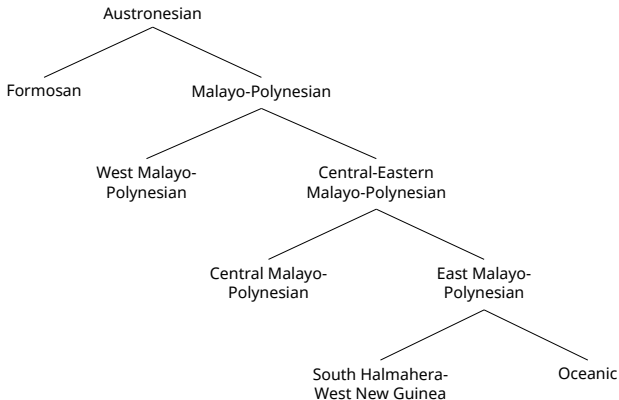 Austronesian
Formosan
Malayo-Polynesian
West Malayo-
Polynesian
Central-Eastern
Malayo-Polynesian
Central Malayo-
Polynesian
East Malayo-
Polynesian
South Halmahera-
West New Guinea
Oceanic